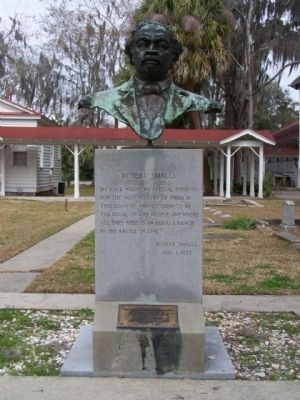 ROBERT SMALLS
"MY RACE NEEDS NO SPECIAL DEFENSE,
FOR THE PAST HISTORY OF THEM IN
THIS COUNTRY PROVES THEM TO BE
THE EQUAL OF ANY PEOPLE ANYWHERE.
ALL THEY NEED IS AN EQUAL CHANCE
IN THE BATTLE OF LIFE."
ROBERT SMALLS
NOV. 1, 1895